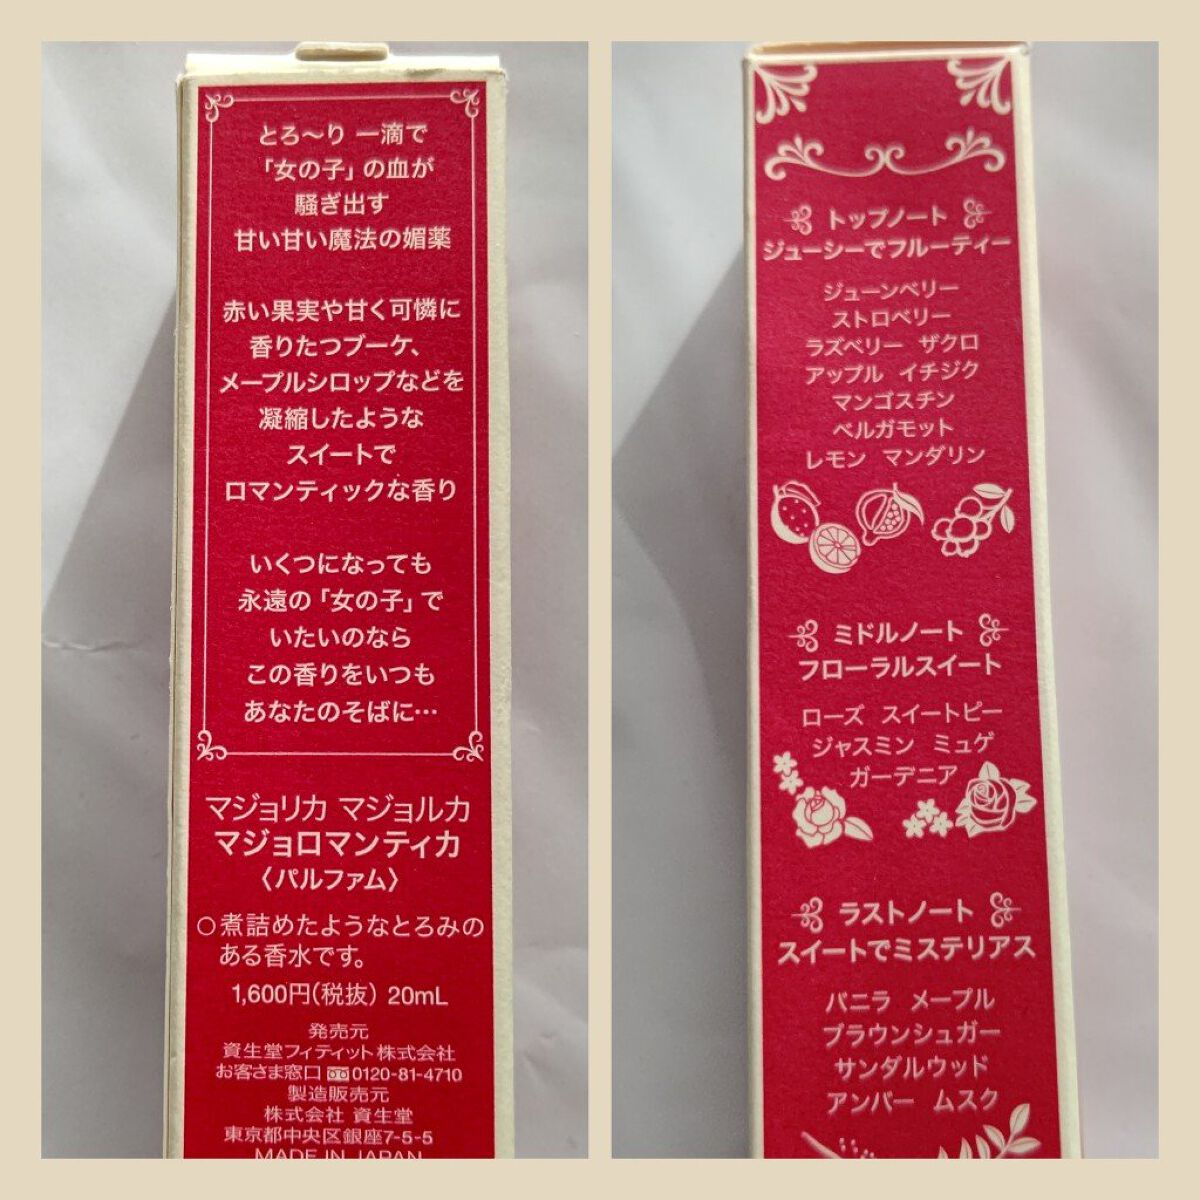 とろ～り 一滴で
「女の子」の血が
騒ぎ出す
甘い甘い魔法の媚薬
赤い果実や甘く可憐に
香りたつブーケ、
メープルシロップなどを
凝縮したような
スイートで
ロマンティックな香り
いくつになっても
永遠の「女の子」で
いたいのなら
この香りをいつも
あなたのそばに…
マジョリカ マジョルカ
マジョロマンティカ
〈パルファム〉
○煮詰めたようなとろみの
ある香水です。
1,600円(税抜) 20mL
発売元
資生堂フィティット株式会社
お客さま窓口 0120-81-4710
製造販売元
株式会社 資生堂
東京都中央区銀座7-5-5
MADE IN JAPAN
トップノート
ジューシーでフルーティー
ジューンベリー
ストロベリー
ラズベリー ザクロ
アップル イチジク
マンゴスチン
ベルガモット
レモン マンダリン
ミドルノート
フローラルスイート
ローズ スイートピー
ジャスミン ミュゲ
ガーデニア
ラストノート
スイートでミステリアス
バニラ メープル
ブラウンシュガー
サンダルウッド
アンバー ムスク